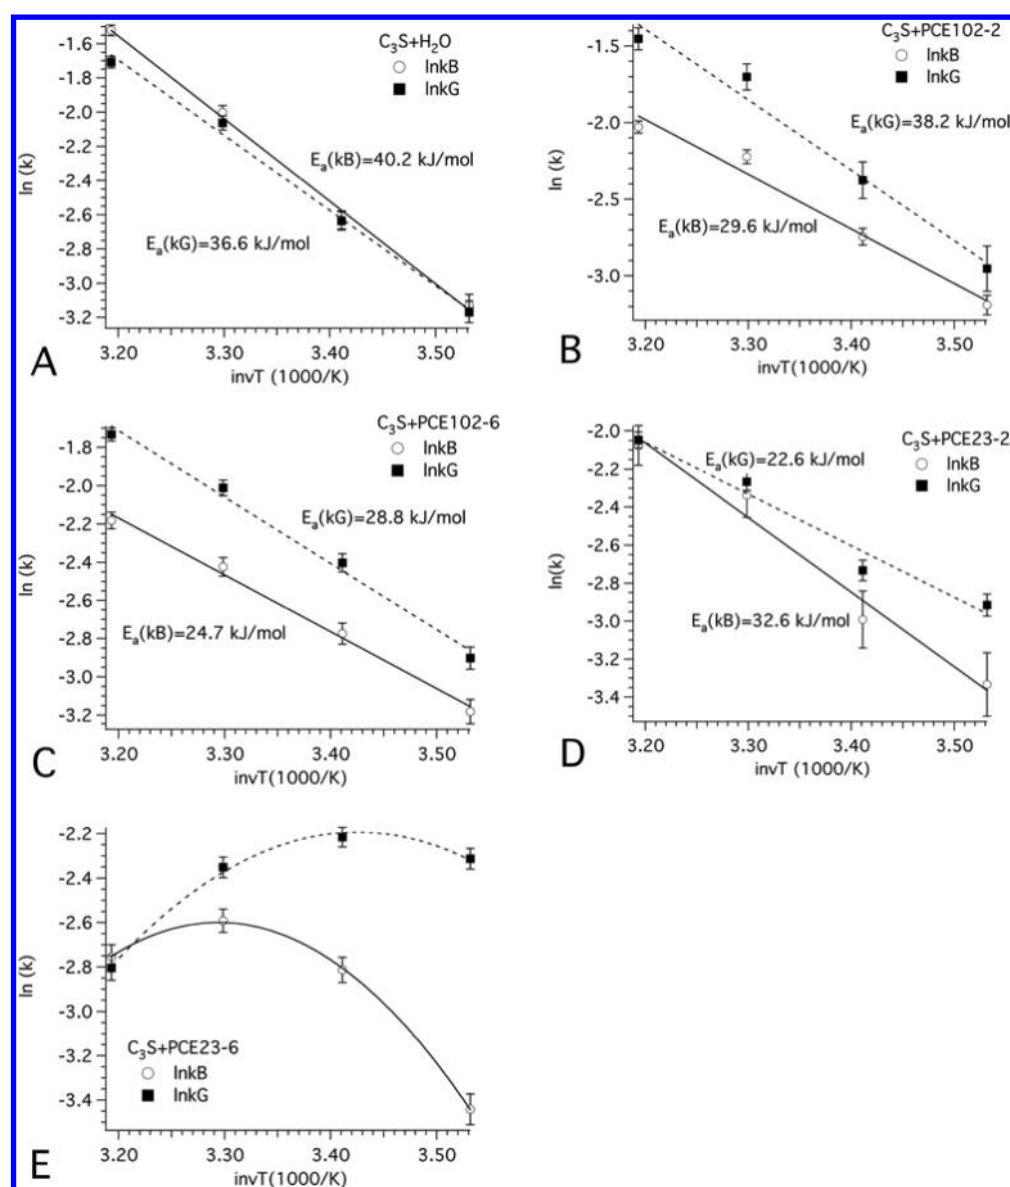 C3S+H2O
lnkB
lnkG
-1.6
-1.8
-2.0
-2.2
-2.4
-2.6
-2.8
-3.0
-3.2
ln (k)
Ea(kB)=40.2 kJ/mol
Ea(kG)=36.6 kJ/mol
3.20 3.30 3.40 3.50
invT (1000/K)
A
C3S+PCE102-2
lnkB
lnkG
-1.5
-2.0
-2.5
-3.0
ln (k)
Ea(kG)=38.2 kJ/mol
Ea(kB)=29.6 kJ/mol
3.20 3.30 3.40 3.50
invT(1000/K)
B
C3S+PCE102-6
lnkB
lnkG
-1.8
-2.0
-2.2
-2.4
-2.6
-2.8
-3.0
-3.2
ln (k)
Ea(kG)=28.8 kJ/mol
Ea(kB)=24.7 kJ/mol
3.20 3.30 3.40 3.50
invT(1000/K)
C
C3S+PCE23-2
lnkB
lnkG
-2.0
-2.2
-2.4
-2.6
-2.8
-3.0
-3.2
-3.4
ln(k)
Ea(kG)=22.6 kJ/mol
Ea(kB)=32.6 kJ/mol
3.20 3.30 3.40 3.50
invT (1000/K)
D
-2.2
-2.4
-2.6
-2.8
-3.0
-3.2
-3.4
ln (k)
C3S+PCE23-6
lnkB
lnkG
3.20 3.30 3.40 3.50
invT(1000/K)
E